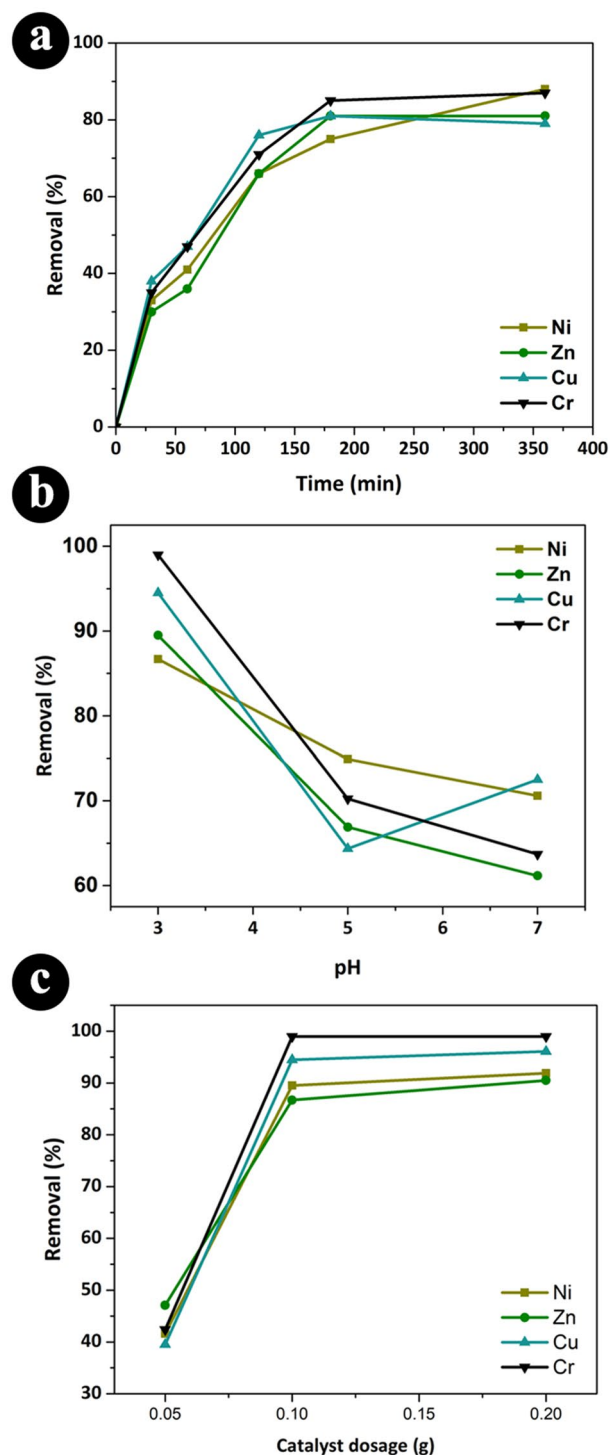 a
100
80
60
40
20
0
Removal (%)
Ni
Zn
Cu
Cr
0 50 100 150 200 250 300 350 400
Time (min)
b
100
90
80
70
60
Removal (%)
Ni
Zn
Cu
Cr
3 4 5 6 7
pH
c
100
90
80
70
60
50
40
30
Removal (%)
Ni
Zn
Cu
Cr
0.05 0.10 0.15 0.20
Catalyst dosage (g)